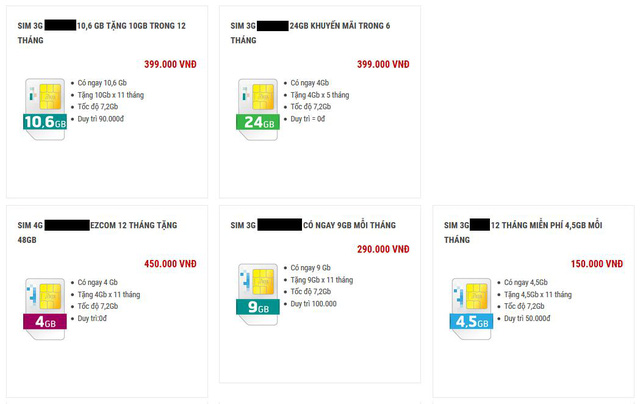 SIM 3G 10,6 GB TẶNG 10GB TRONG 12
THÁNG
399.000 VNĐ
Có ngay 10,6 Gb
Tặng 10Gb x 11 tháng
Tốc độ 7,2Gb
Duy trì 90.000đ
10,6GB
SIM 3G 24GB KHUYẾN MÃI TRONG 6
THÁNG
399.000 VNĐ
Có ngay 4Gb
Tặng 4Gb x 5 tháng
Tốc độ 7,2Gb
Duy trì = 0đ
24GB
SIM 4G EZCOM 12 THÁNG TẶNG
48GB
450.000 VNĐ
Có ngay 4 Gb
Tặng 4Gb x 11 tháng
Tốc độ 7,2Gb
Duy trì:0đ
4GB
SIM 3G CÓ NGAY 9GB MỖI THÁNG
290.000 VNĐ
Có ngay 9 Gb
Tặng 9Gb x 11 tháng
Tốc độ 7,2Gb
Duy trì 100.000
9GB
SIM 3G 12 THÁNG MIỄN PHÍ 4,5GB MỖI
THÁNG
150.000 VNĐ
Có ngay 4,5Gb
Tặng 4,5Gb x 11 tháng
Tốc độ 7,2Gb
Duy trì 50.000đ
4,5GB